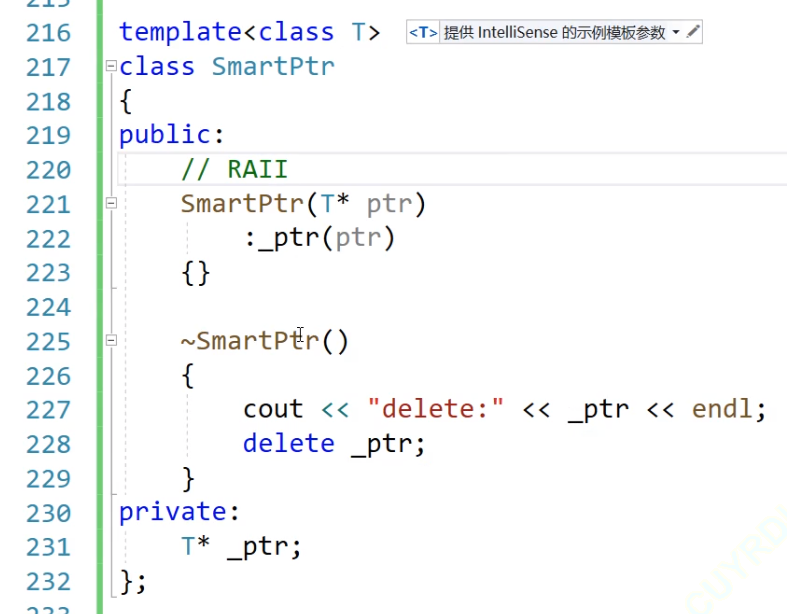 215
216 template<class T> <T> 提供 IntelliSense 的示例模板参数
217 class SmartPtr
218 {
219 public:
220 // RAII
221 SmartPtr(T* ptr)
222 :_ptr(ptr)
223 {}
224
225 ~SmartPtr()
226 {
227 cout << "delete:" << _ptr << endl;
228 delete _ptr;
229 }
230 private:
231 T* _ptr;
232 };
233